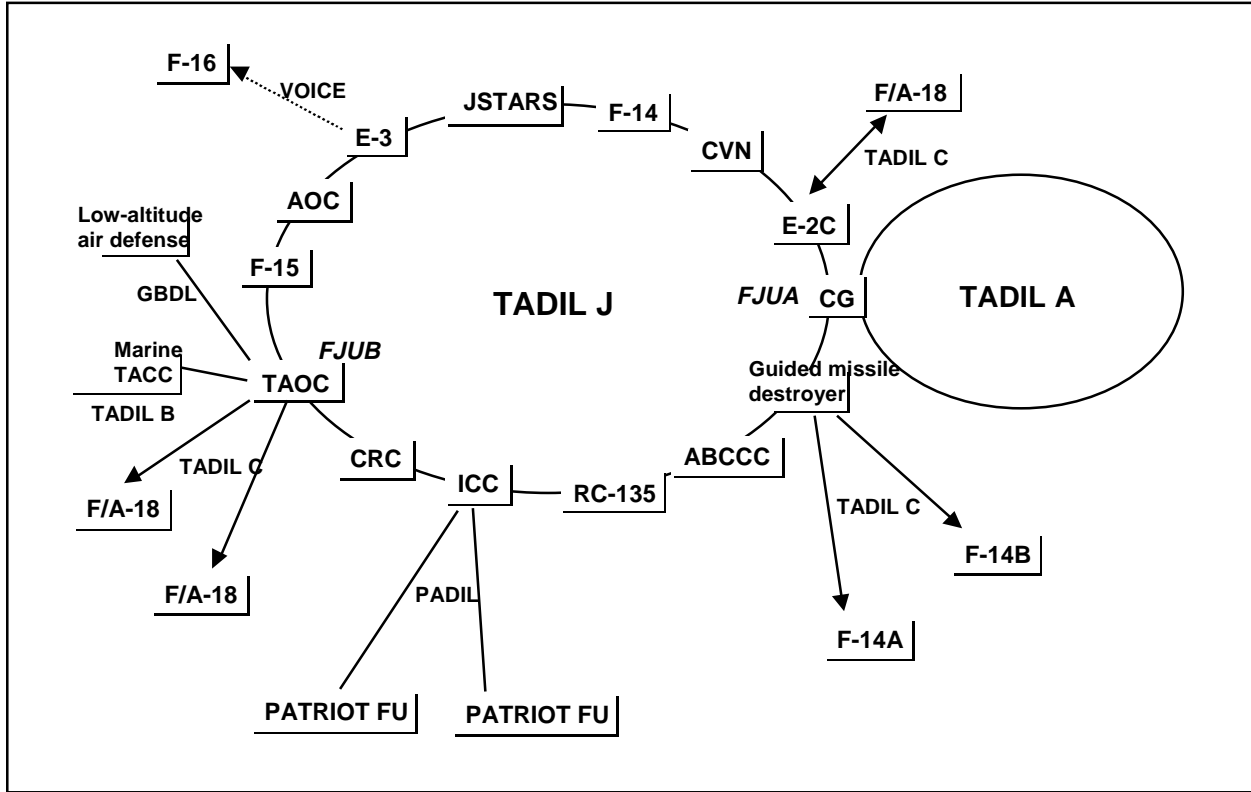 F-16
VOICE
JSTARS
F-14
F/A-18
E-3
CVN
TADIL C
AOC
Low-altitude
air defense
E-2C
F-15
GBDL
TADIL J
FJUA
CG
TADIL A
Marine
TACC
FJUB
TAOC
Guided missile
destroyer
TADIL B
TADIL C
CRC
ICC
ABCCC
RC-135
F/A-18
TADIL C
F-14B
F/A-18
PADIL
F-14A
PATRIOT FU
PATRIOT FU